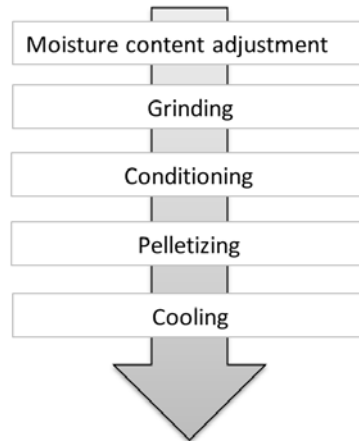 Moisture content adjustment
Grinding
Conditioning
Pelletizing
Cooling